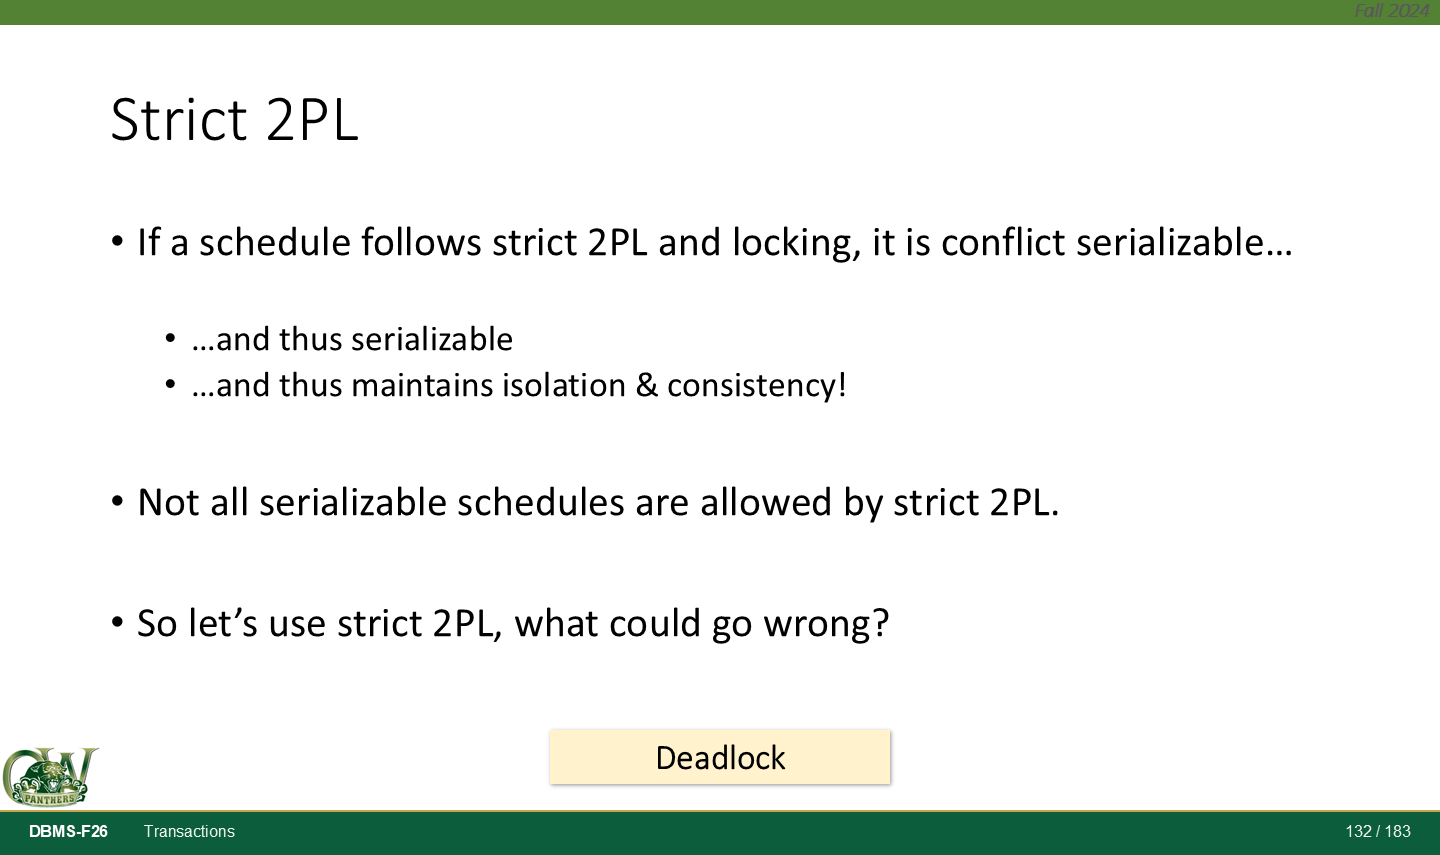 Fall 2024
Strict 2PL
• If a schedule follows strict 2PL and locking, it is conflict serializable…
• …and thus serializable
• …and thus maintains isolation & consistency!
• Not all serializable schedules are allowed by strict 2PL.
• So let’s use strict 2PL, what could go wrong?
Deadlock
OW
PANTHERS
DBMS-F26 Transactions 132 / 183